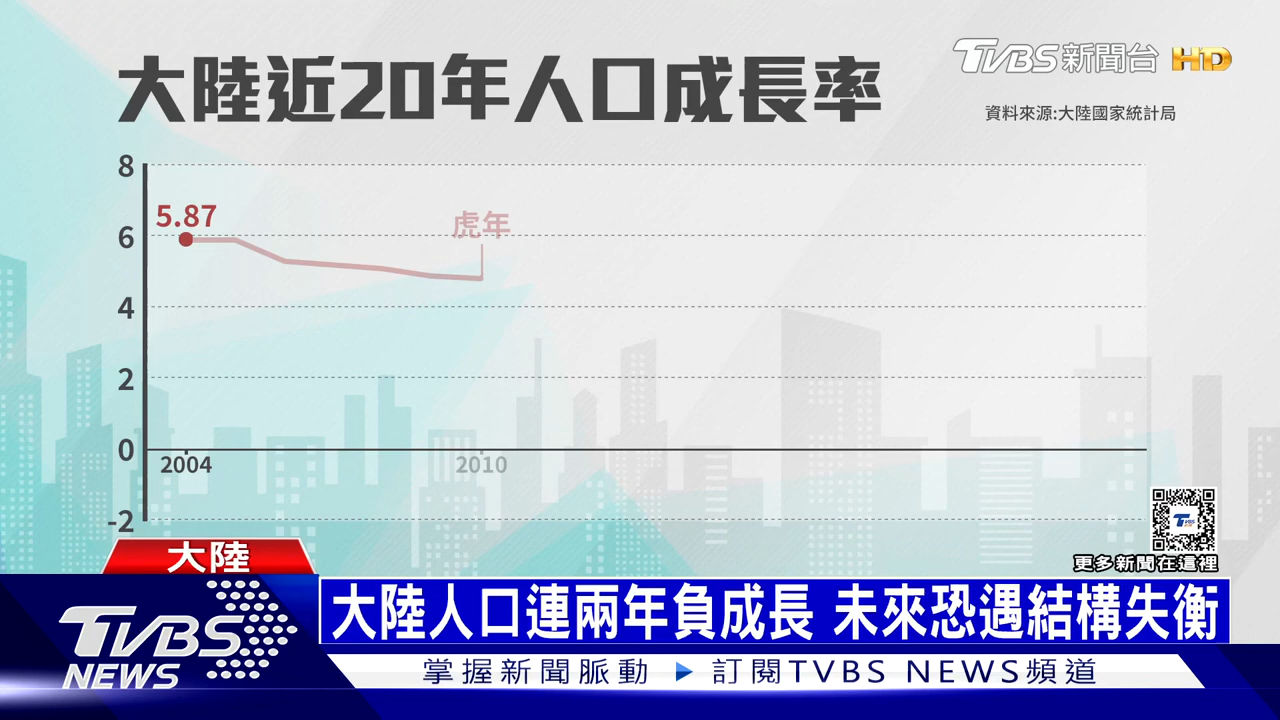 大陸近20年人口成長率
TVBS新聞台 HD
資料來源:大陸國家統計局
8
6
4
2
0
-2
5.87
虎年
2004
2010
更多新聞在這裡
大陸
大陸人口連兩年負成長 未來恐遇結構失衡
TVBS
NEWS
掌握新聞脈動 ▶ 訂閱TVBS NEWS頻道